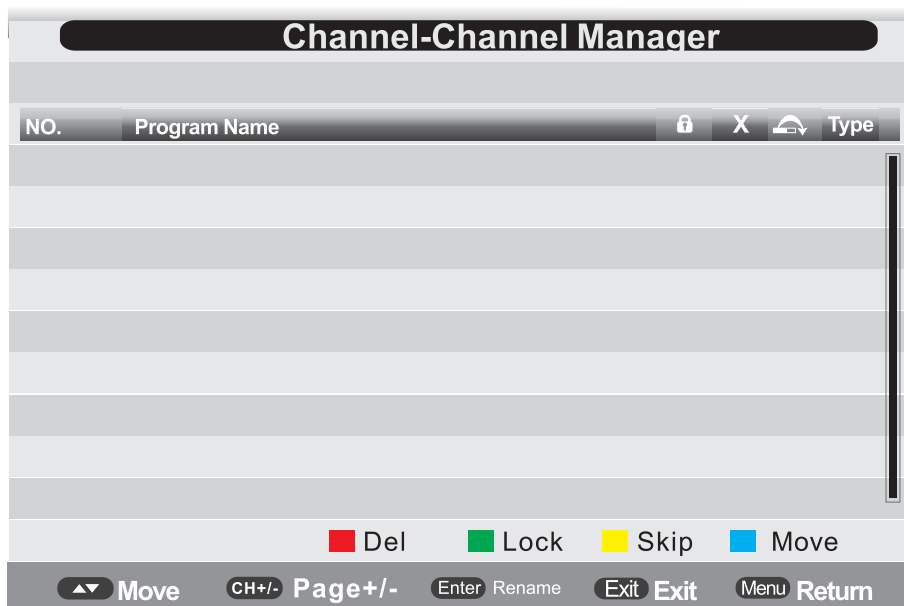 Channel-Channel Manager
NO. Program Name X Type
Del Lock Skip Move
Move CH+/- Page+/- Enter Rename Exit Exit Menu Return